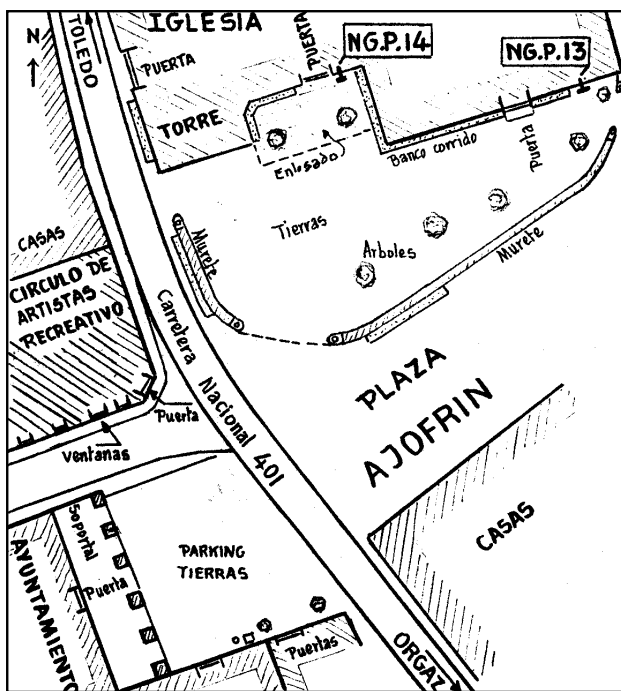 N
TOLEDO
IGLESIA
PUERTA
PUERTA
NG.P.14
NG.P.13
TORRE
Enlosado
Banco corrido
Puerta
CASAS
Tierras
Arboles
Murete
Murete
CIRCULO DE
ARTISTAS
RECREATIVO
Carretera Nacional 401
PLAZA
AJOFRIN
Puerta
Ventanas
CASAS
Soportal
Puerta
PARKING
TIERRAS
AYUNTAMIENTO
Puertas
ORGAZ